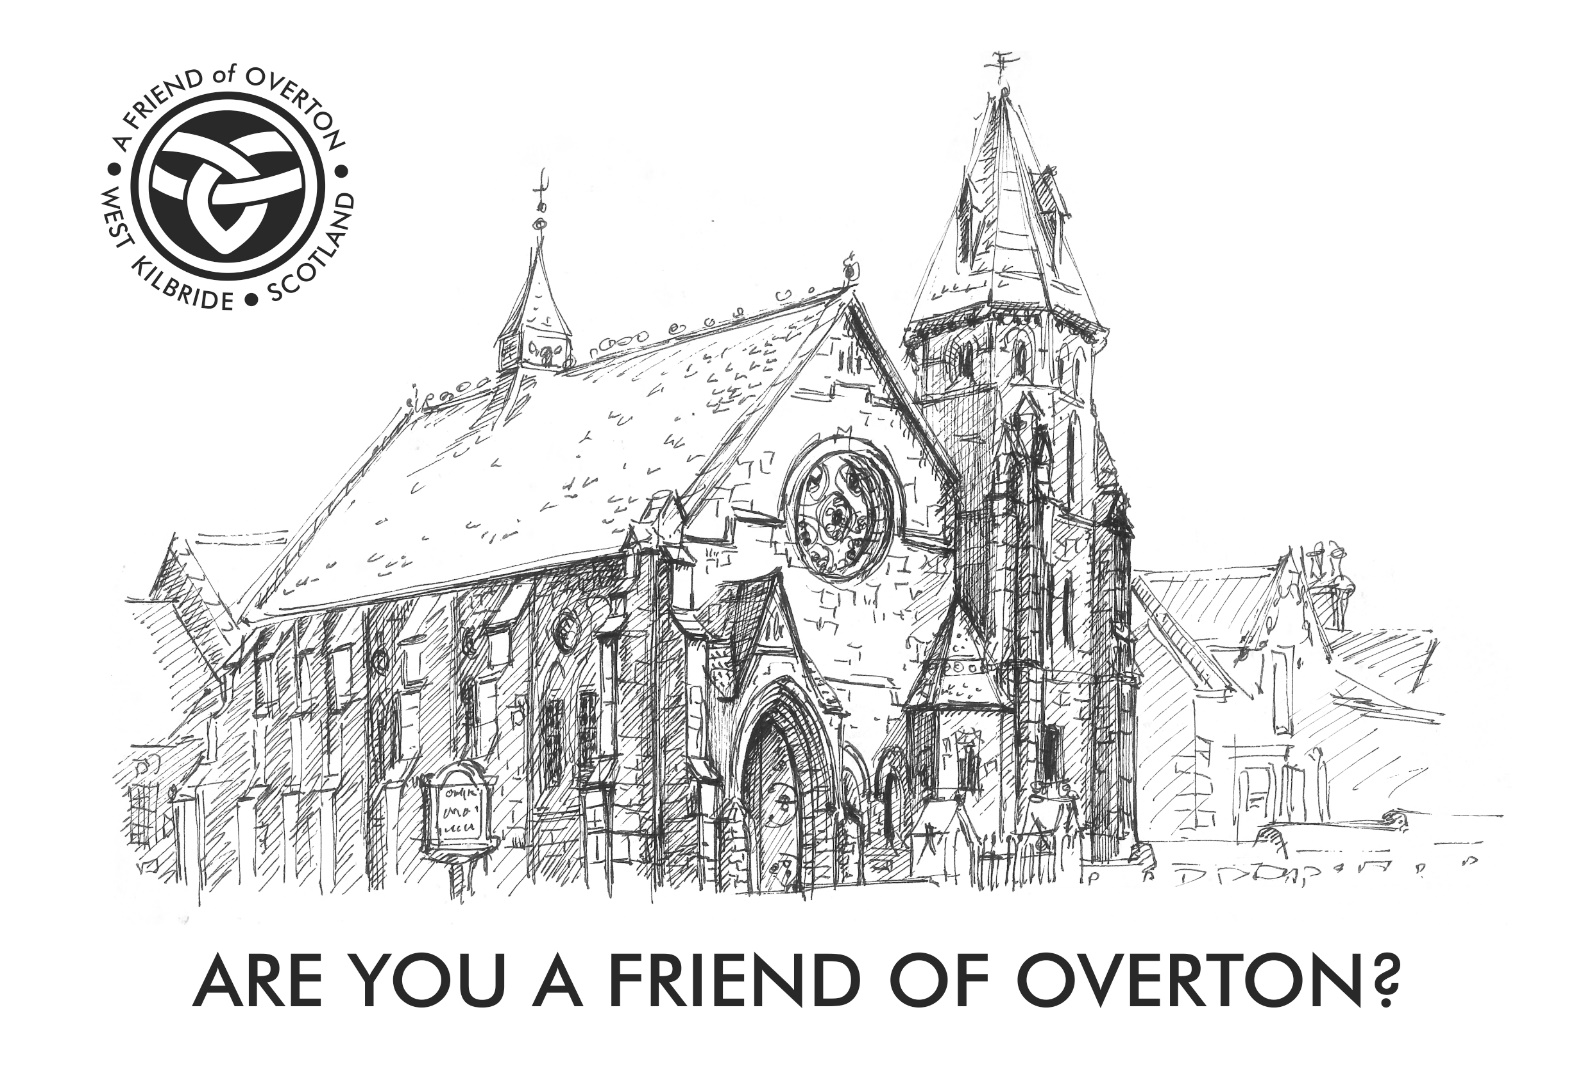 A FRIEND of OVERTON
WEST KILBRIDE • SCOTLAND
ARE YOU A FRIEND OF OVERTON?